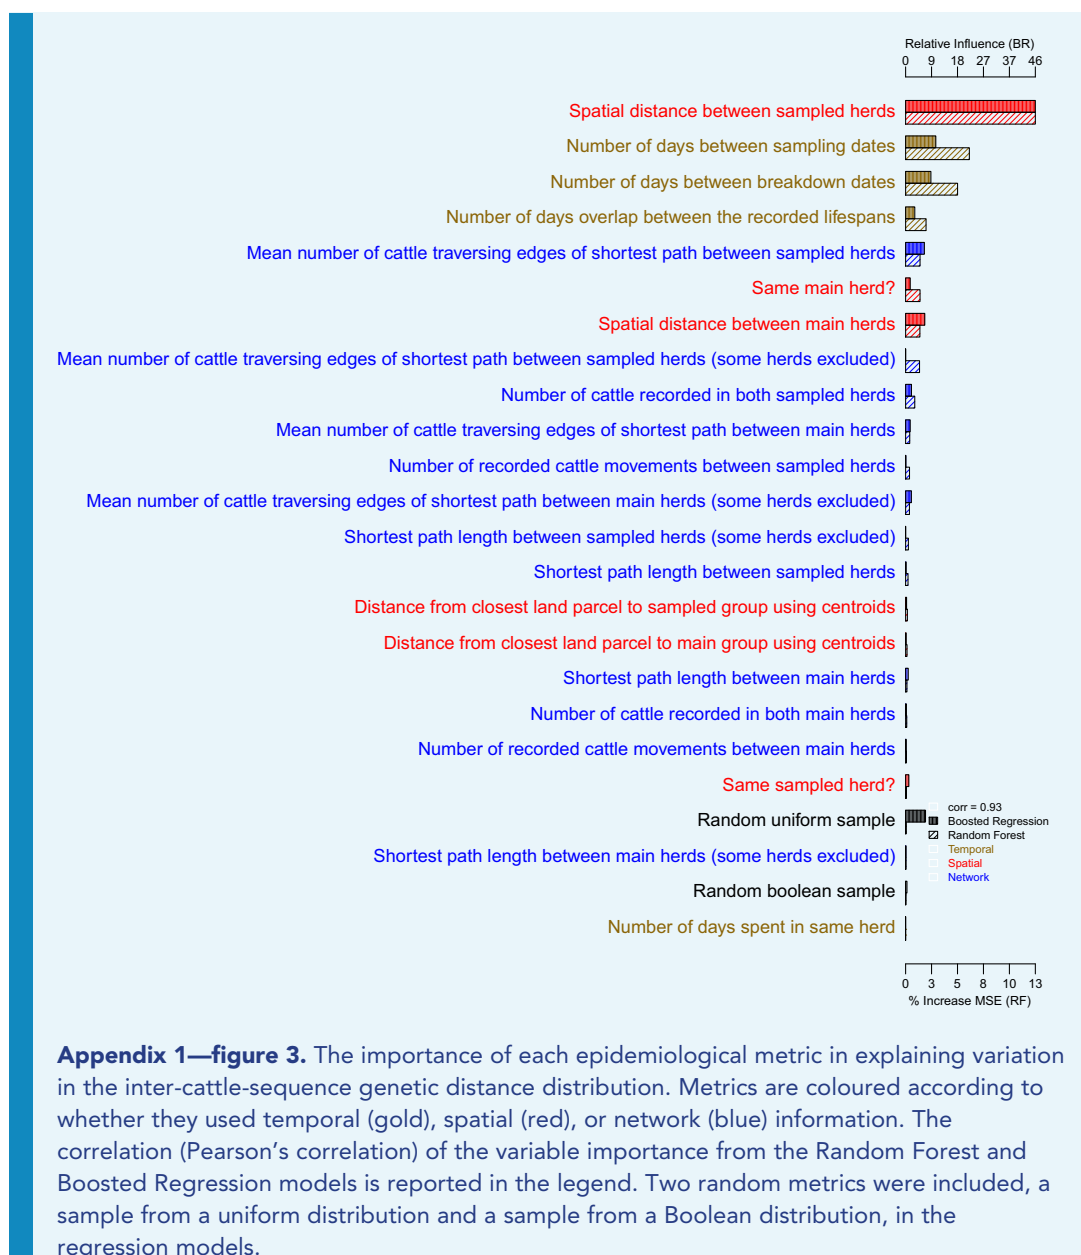 Relative Influence (BR)
0 9 18 27 37 46
Spatial distance between sampled herds
Number of days between sampling dates
Number of days between breakdown dates
Number of days overlap between the recorded lifespans
Mean number of cattle traversing edges of shortest path between sampled herds
Same main herd?
Spatial distance between main herds
Mean number of cattle traversing edges of shortest path between sampled herds (some herds excluded)
Number of cattle recorded in both sampled herds
Mean number of cattle traversing edges of shortest path between main herds
Number of recorded cattle movements between sampled herds
Mean number of cattle traversing edges of shortest path between main herds (some herds excluded)
Shortest path length between sampled herds (some herds excluded)
Shortest path length between sampled herds
Distance from closest land parcel to sampled group using centroids
Distance from closest land parcel to main group using centroids
Shortest path length between main herds
Number of cattle recorded in both main herds
Number of recorded cattle movements between main herds
Same sampled herd?
Random uniform sample
Shortest path length between main herds (some herds excluded)
Random boolean sample
Number of days spent in same herd
corr = 0.93
Boosted Regression
Random Forest
Temporal
Spatial
Network
0 3 5 8 10 13
% Increase MSE (RF)
Appendix 1—figure 3. The importance of each epidemiological metric in explaining variation
in the inter-cattle-sequence genetic distance distribution. Metrics are coloured according to
whether they used temporal (gold), spatial (red), or network (blue) information. The
correlation (Pearson's correlation) of the variable importance from the Random Forest and
Boosted Regression models is reported in the legend. Two random metrics were included, a
sample from a uniform distribution and a sample from a Boolean distribution, in the
regression models.